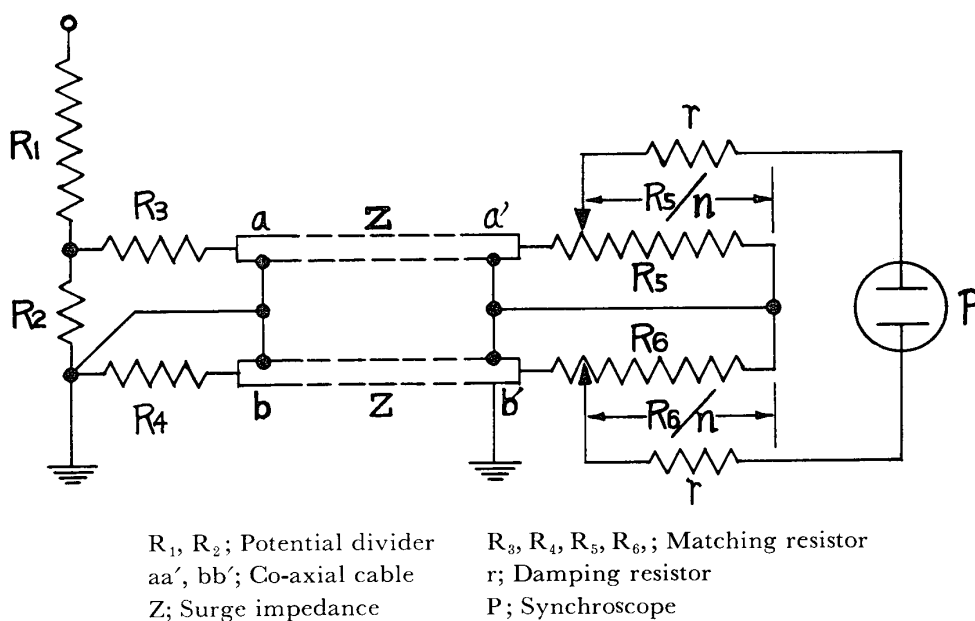 r
R1
R3
a
Z
a'
R5/n
R2
R5
P
R6
R4
b
Z
b'
R6/n
r
R₁, R₂; Potential divider
R₃, R₄, R₅, R₆,; Matching resistor
aa′, bb′; Co-axial cable
r; Damping resistor
Z; Surge impedance
P; Synchroscope